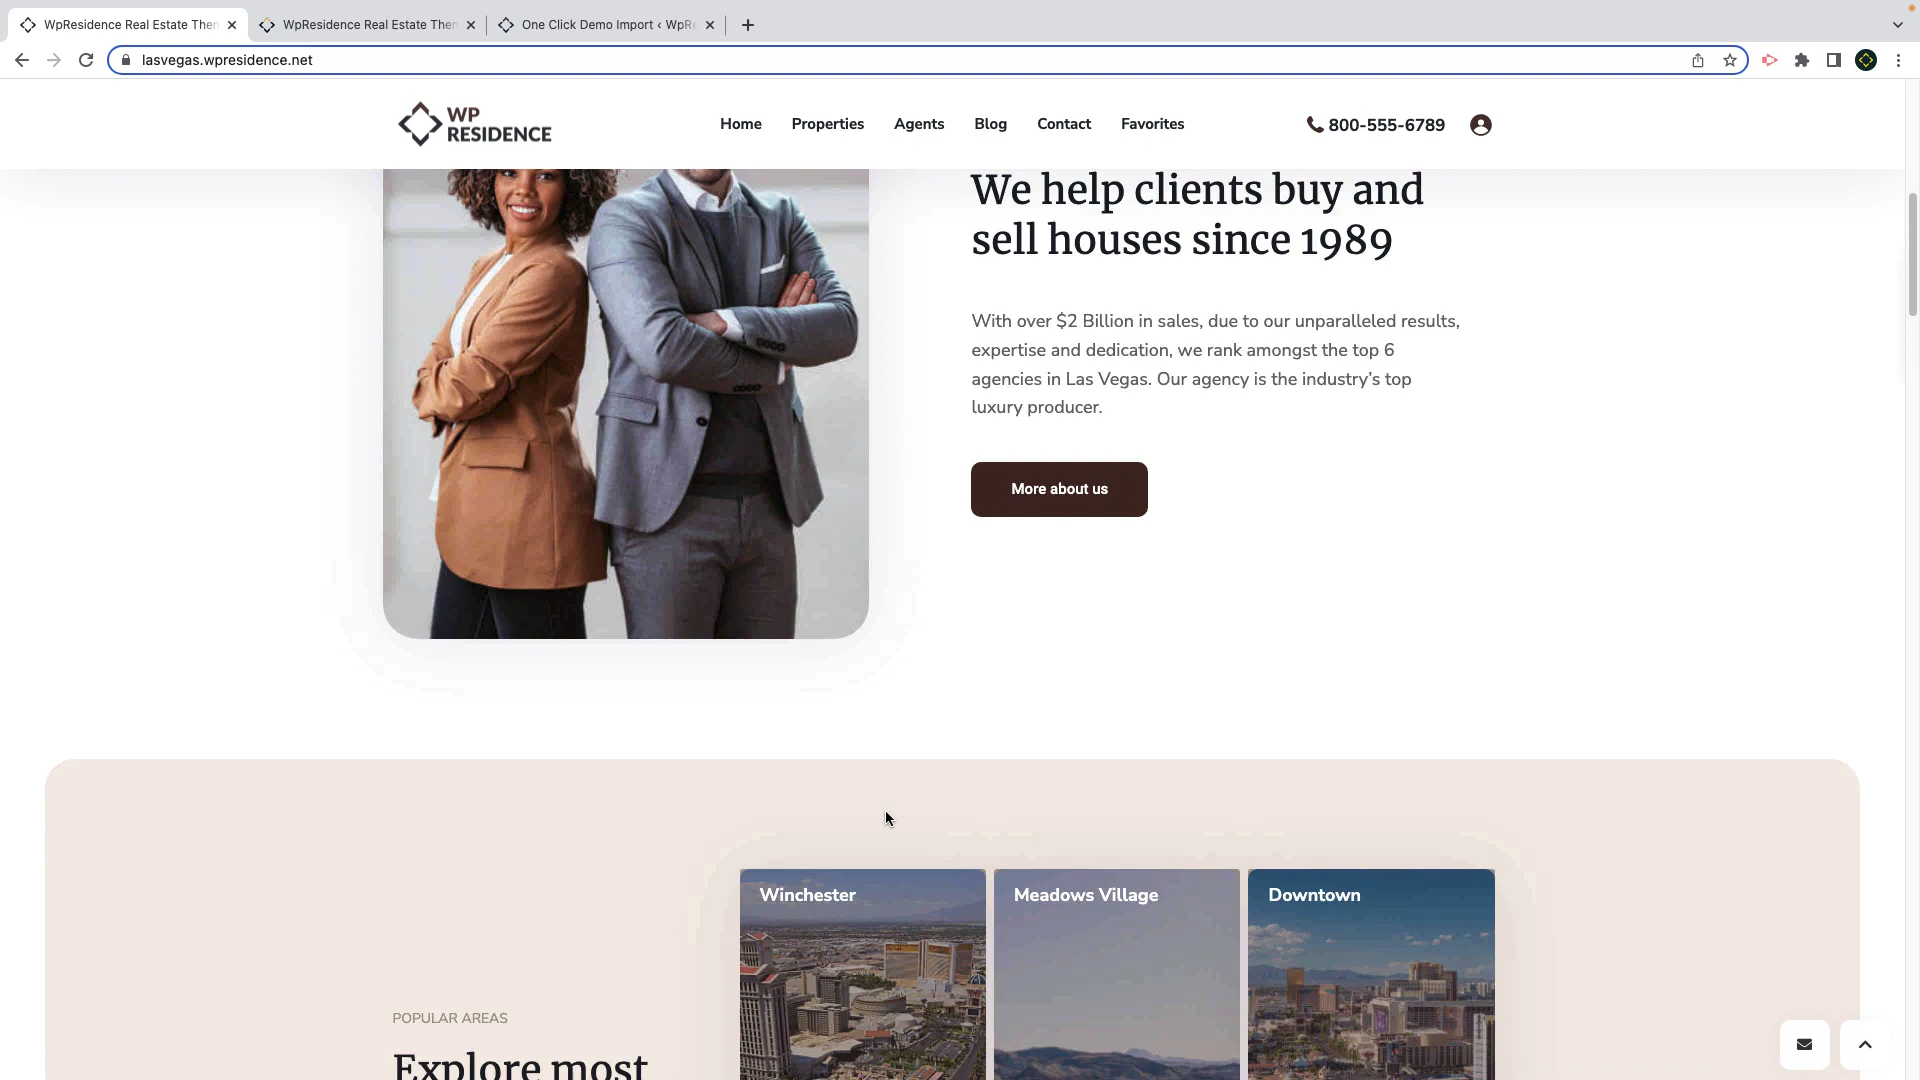 WpResidence Real Estate Then
WpResidence Real Estate Then
One Click Demo Import ‹ WpRe
lasvegas.wpresidence.net
WP
RESIDENCE
Home
Properties
Agents
Blog
Contact
Favorites
800-555-6789
We help clients buy and
sell houses since 1989
With over $2 Billion in sales, due to our unparalleled results,
expertise and dedication, we rank amongst the top 6
agencies in Las Vegas. Our agency is the industry's top
luxury producer.
More about us
Winchester
Meadows Village
Downtown
POPULAR AREAS
Explore most